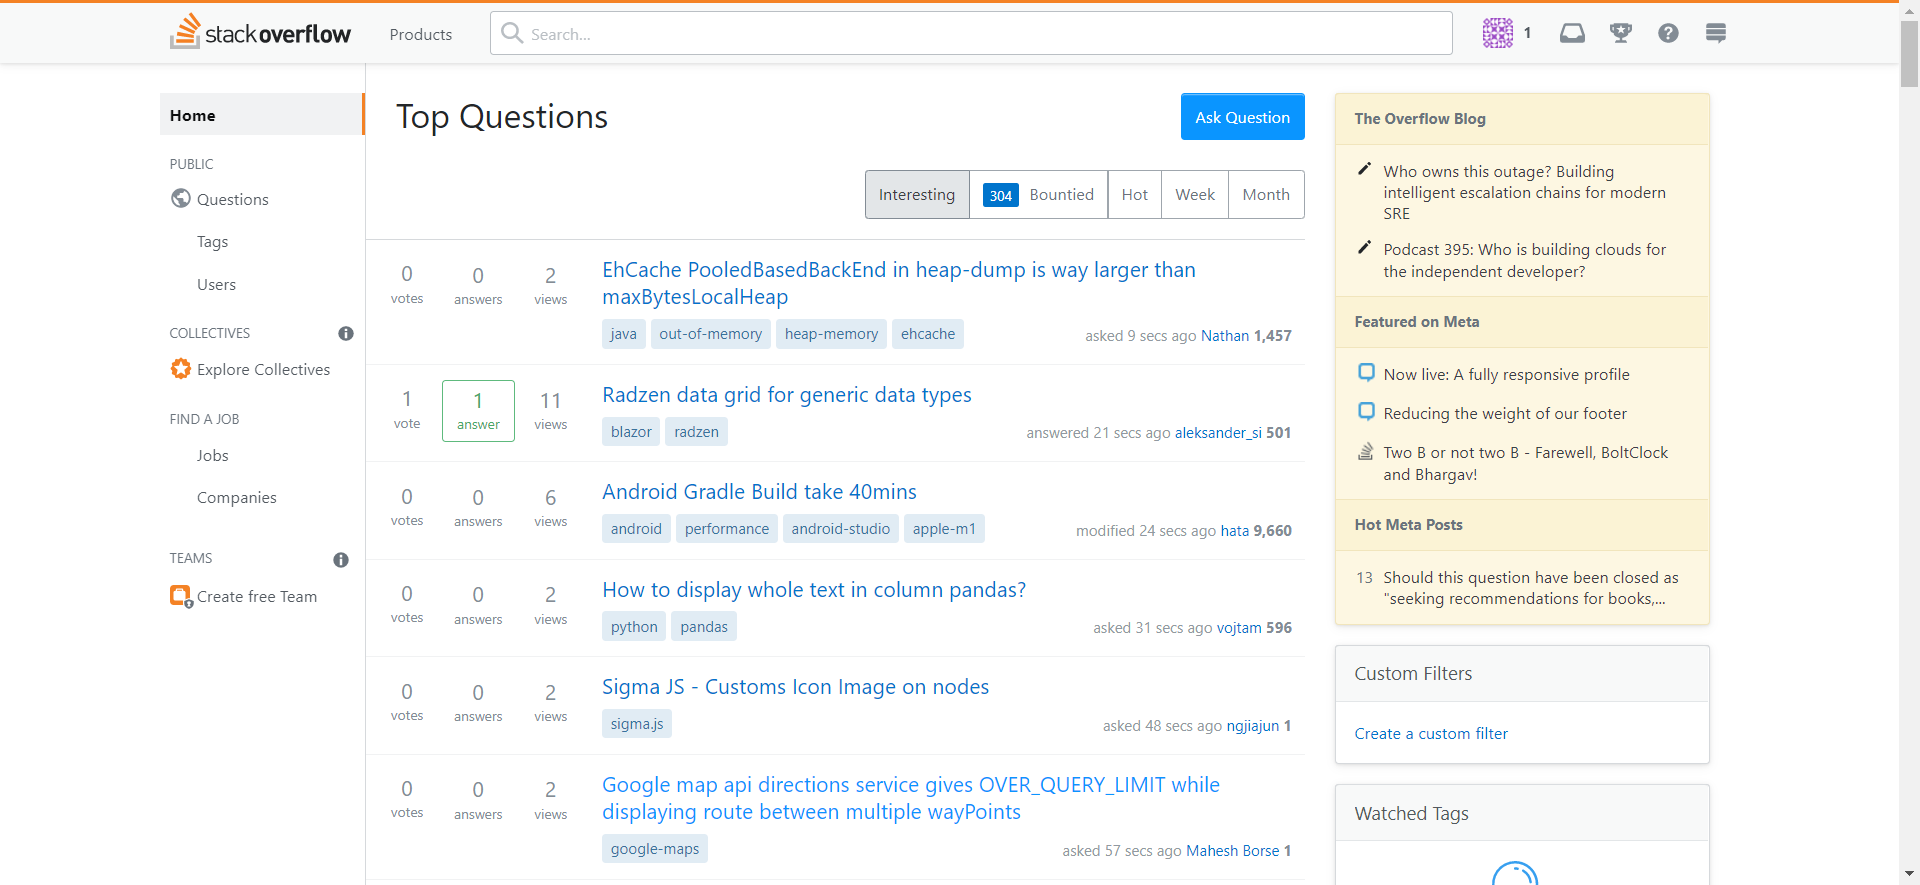 stackoverflow
Products
Search...
1
Home
PUBLIC
Questions
Tags
Users
COLLECTIVES
Explore Collectives
FIND A JOB
Jobs
Companies
TEAMS
Create free Team
Top Questions
Ask Question
Interesting
304 Bountied
Hot
Week
Month
0 votes
0 answers
2 views
EhCache PooledBasedBackEnd in heap-dump is way larger than
maxBytesLocalHeap
java out-of-memory heap-memory ehcache
asked 9 secs ago Nathan 1,457
1 vote
1 answer
11 views
Radzen data grid for generic data types
blazor radzen
answered 21 secs ago aleksander_si 501
0 votes
0 answers
6 views
Android Gradle Build take 40mins
android performance android-studio apple-m1
modified 24 secs ago hata 9,660
0 votes
0 answers
2 views
How to display whole text in column pandas?
python pandas
asked 31 secs ago vojtam 596
0 votes
0 answers
2 views
Sigma JS - Customs Icon Image on nodes
sigma.js
asked 48 secs ago ngjiajun 1
0 votes
0 answers
2 views
Google map api directions service gives OVER_QUERY_LIMIT while
displaying route between multiple wayPoints
google-maps
asked 57 secs ago Mahesh Borse 1
The Overflow Blog
Who owns this outage? Building
intelligent escalation chains for modern
SRE
Podcast 395: Who is building clouds for
the independent developer?
Featured on Meta
Now live: A fully responsive profile
Reducing the weight of our footer
Two B or not two B - Farewell, BoltClock
and Bhargav!
Hot Meta Posts
13 Should this question have been closed as
"seeking recommendations for books,...
Custom Filters
Create a custom filter
Watched Tags